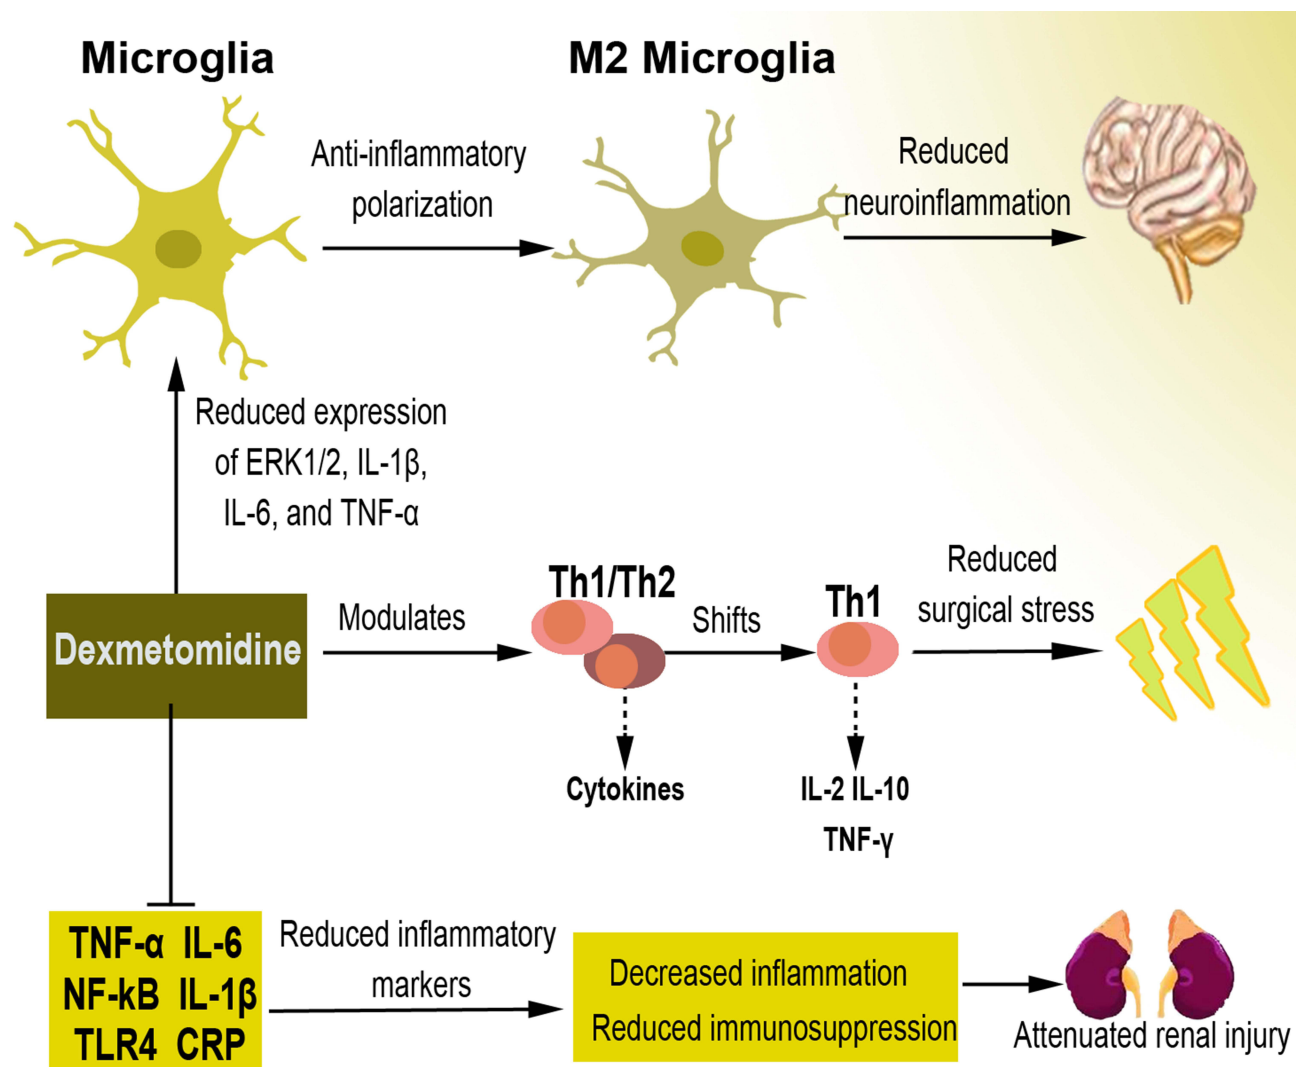 Microglia
M2 Microglia
Anti-inflammatory
polarization
Reduced
neuroinflammation
Reduced expression
of ERK1/2, IL-1β,
IL-6, and TNF-α
Dexmetomidine
Modulates
Th1/Th2
Shifts
Th1
Reduced
surgical stress
Cytokines
IL-2 IL-10
TNF-γ
TNF-α IL-6
NF-kB IL-1β
TLR4 CRP
Reduced inflammatory
markers
Decreased inflammation
Reduced immunosuppression
Attenuated renal injury